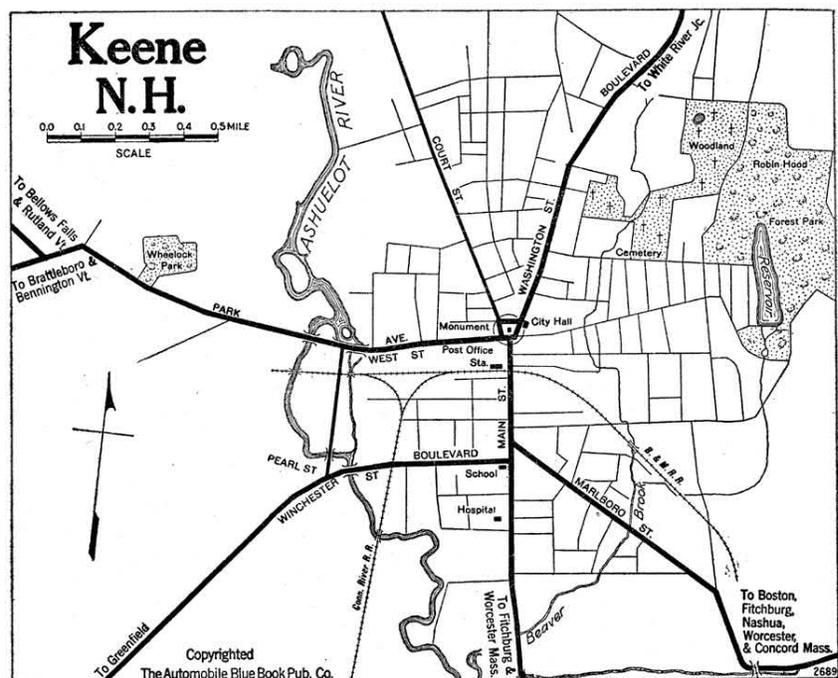 Keene
N.H.
0.0 0.1 0.2 0.3 0.4 0.5 MILE
SCALE
ASHUELOT RIVER
COURT ST.
BOULEVARD
To White River Jc.
WASHINGTON ST.
Woodland
Robin Hood
Forest Park
Cemetery
Reservoir
To Bellows Falls
& Rutland Vt.
To Brattleboro &
Bennington Vt.
Wheelock
Park
PARK AVE.
WEST ST
Monument
City Hall
Post Office
Sta.
MAIN ST.
BOULEVARD
PEARL ST
WINCHESTER ST
School
Hospital
MARLBORO ST.
B. & M. R.R.
Beaver Brook
Conn. River R.R.
To Greenfield
To Fitchburg &
Worcester Mass.
To Boston,
Fitchburg,
Nashua,
Worcester,
& Concord Mass.
Copyrighted
The Automobile Blue Book Pub. Co.
2689